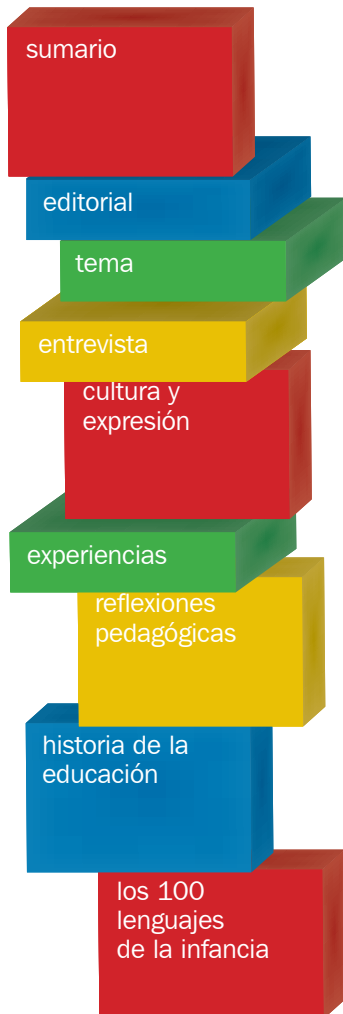 sumario
editorial
tema
entrevista
cultura y
expresión
experiencias
reflexiones
pedagógicas
historia de la
educación
los 100
lenguajes
de la infancia